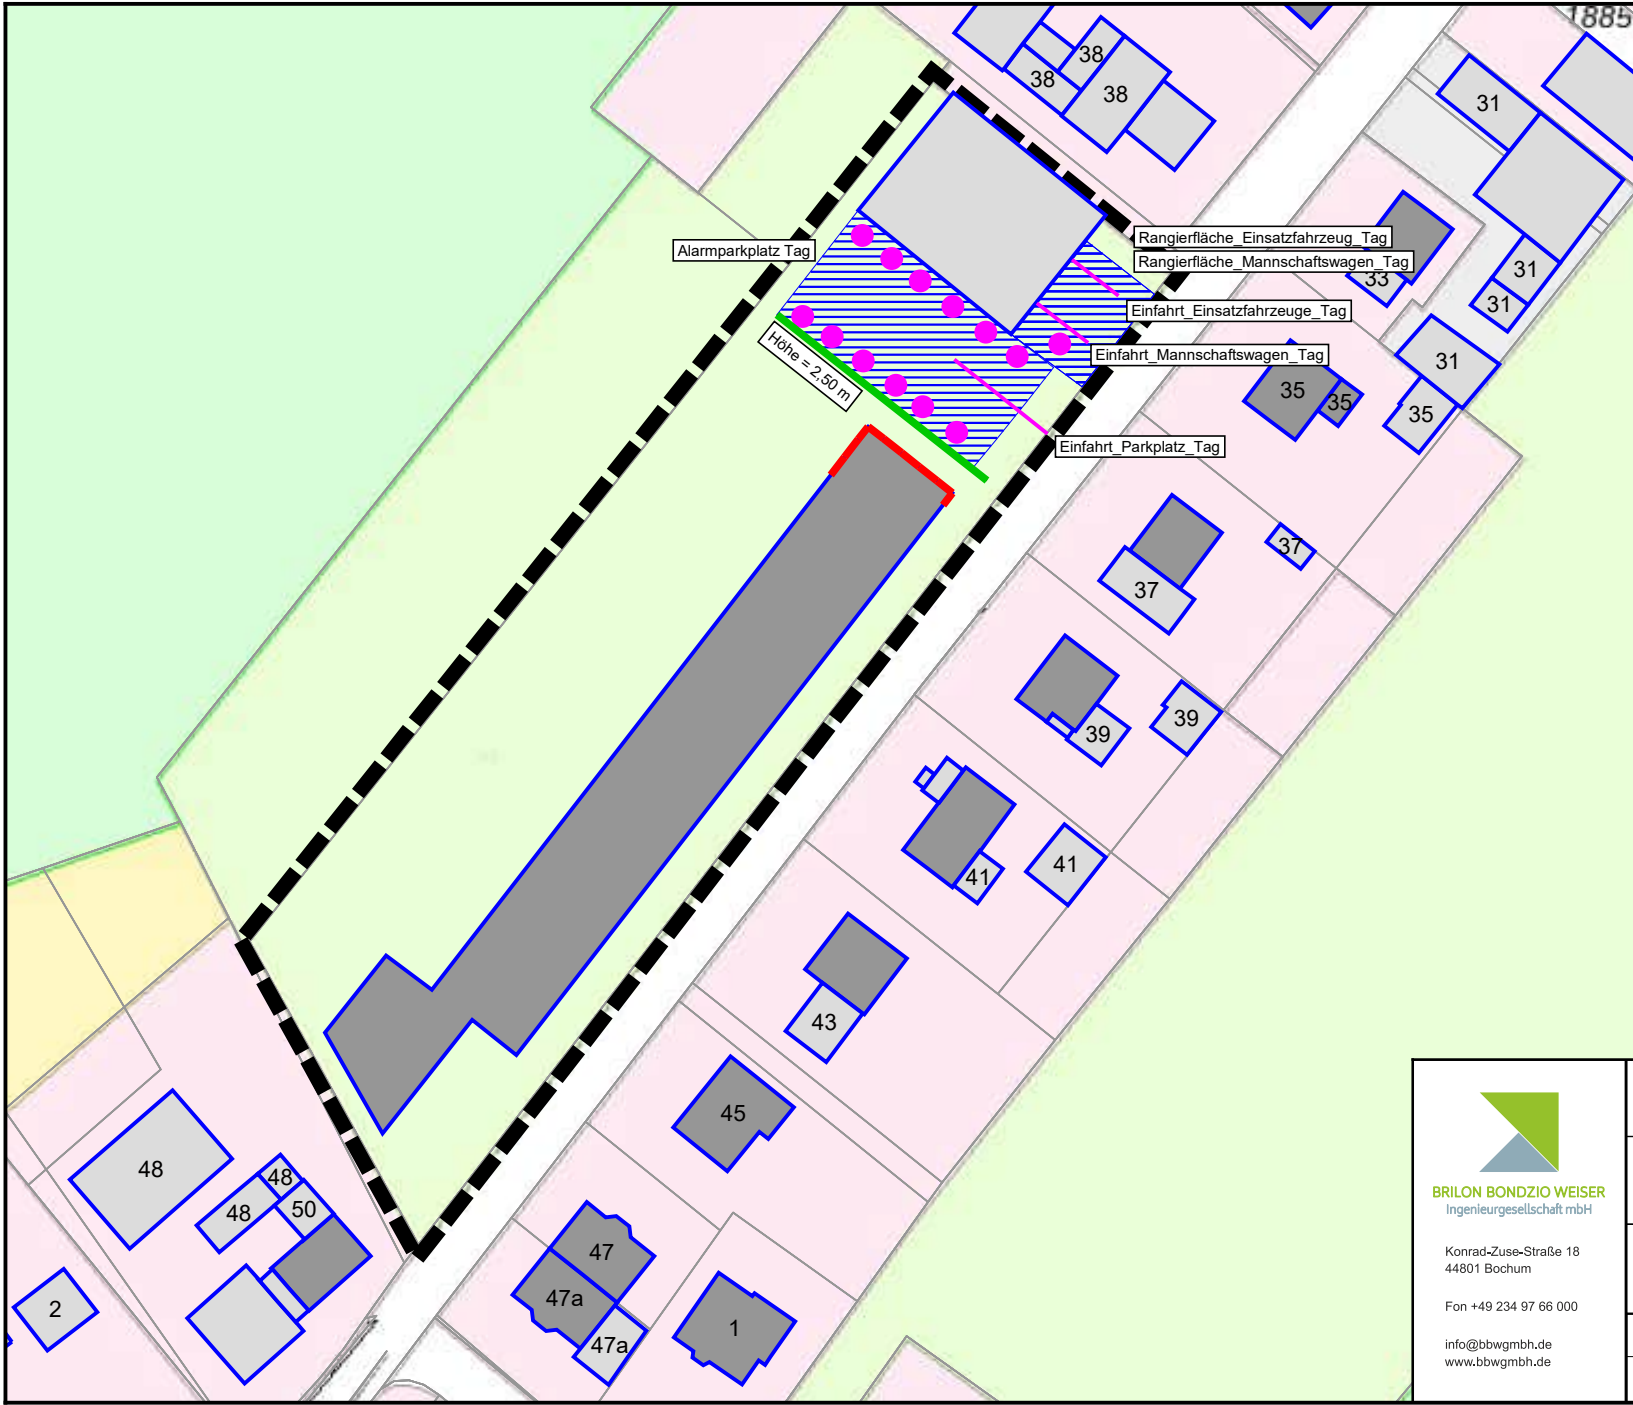 1885
38
38
38
31
Rangierfläche_Einsatzfahrzeug_Tag
Alarmparkplatz Tag
Rangierfläche_Mannschaftswagen_Tag
31
33
31
Einfahrt_Einsatzfahrzeuge_Tag
Einfahrt_Mannschaftswagen_Tag
31
Höhe = 2,50 m
35
35
35
Einfahrt_Parkplatz_Tag
37
37
39
39
41
41
43
45
48
48
48
50
47
47a
47a
2
1
BRILON BONDZIO WEISER
Ingenieurgesellschaft mbH
Konrad-Zuse-Straße 18
44801 Bochum
Fon +49 234 97 66 000
info@bbwgmbh.de
www.bbwgmbh.de